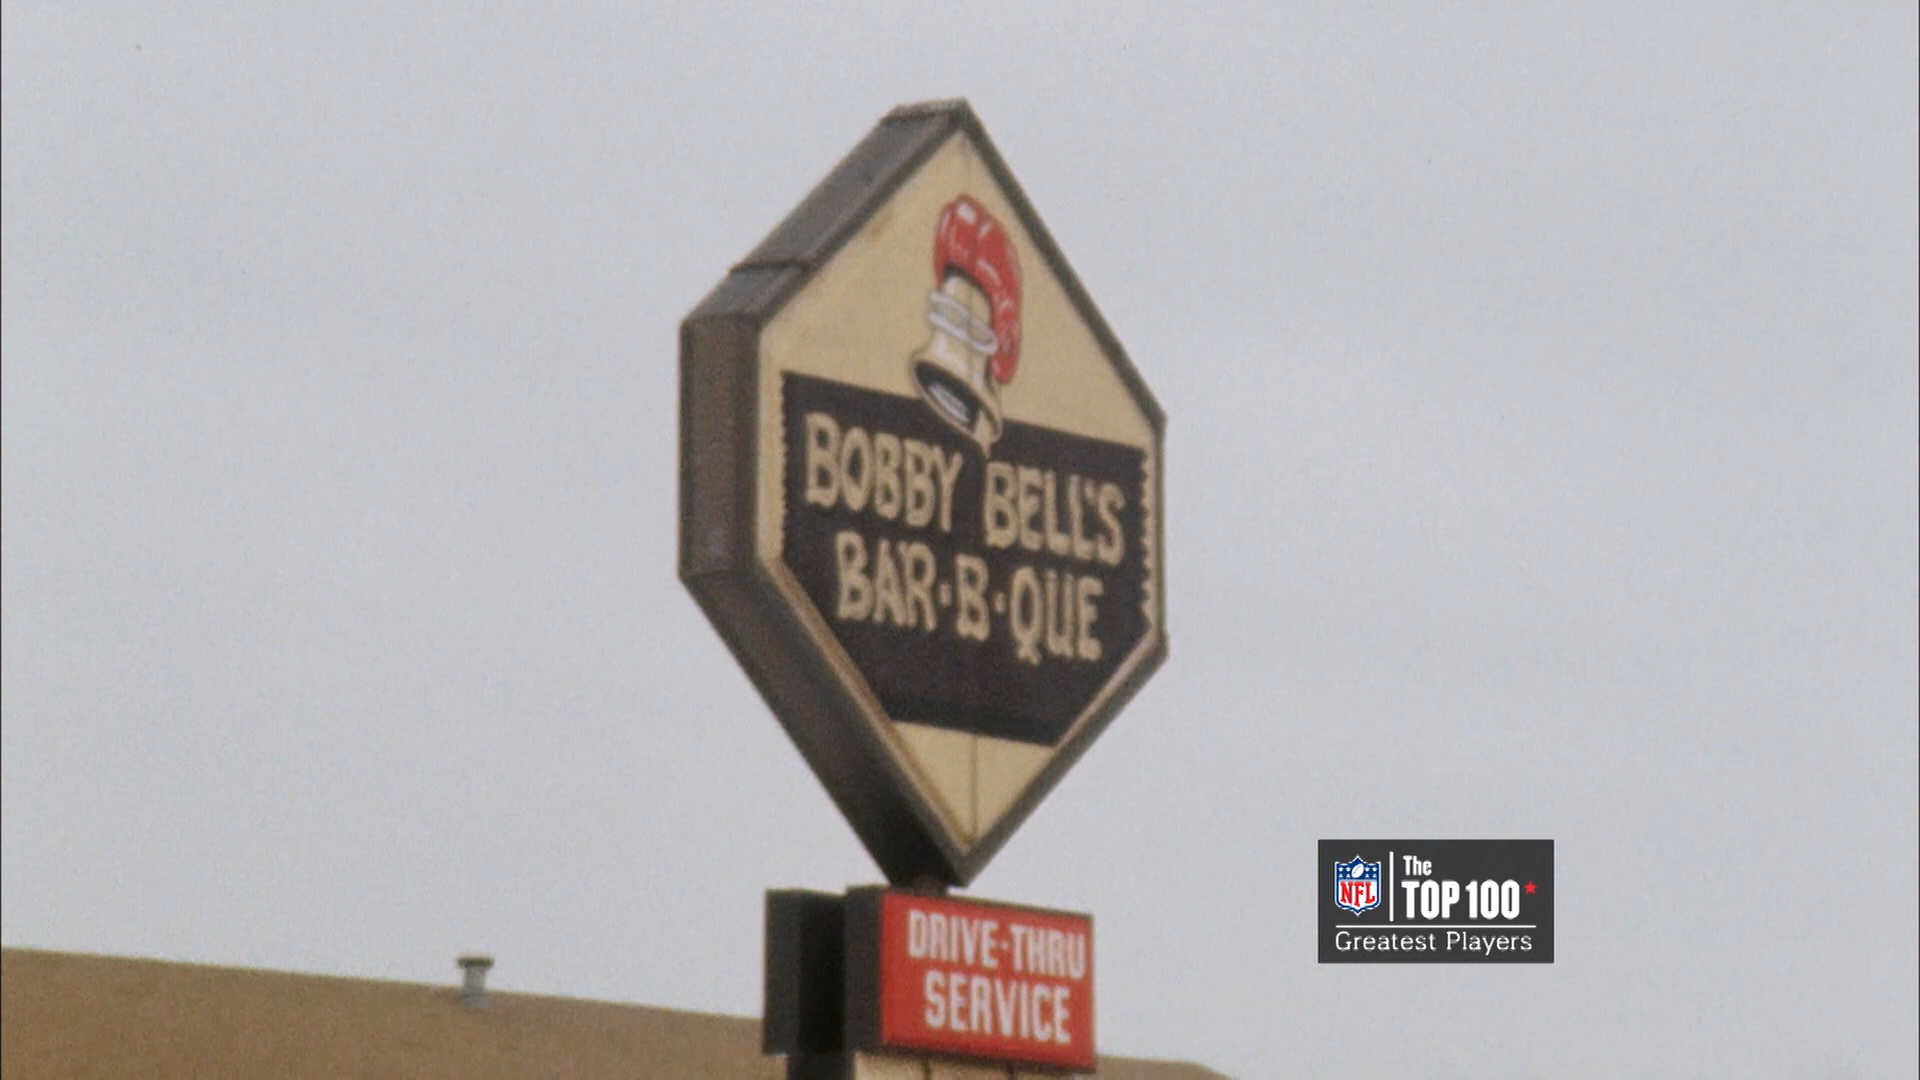 BOBBY BELL'S
BAR·B·QUE
DRIVE-THRU
SERVICE
NFL
The
TOP 100
Greatest Players